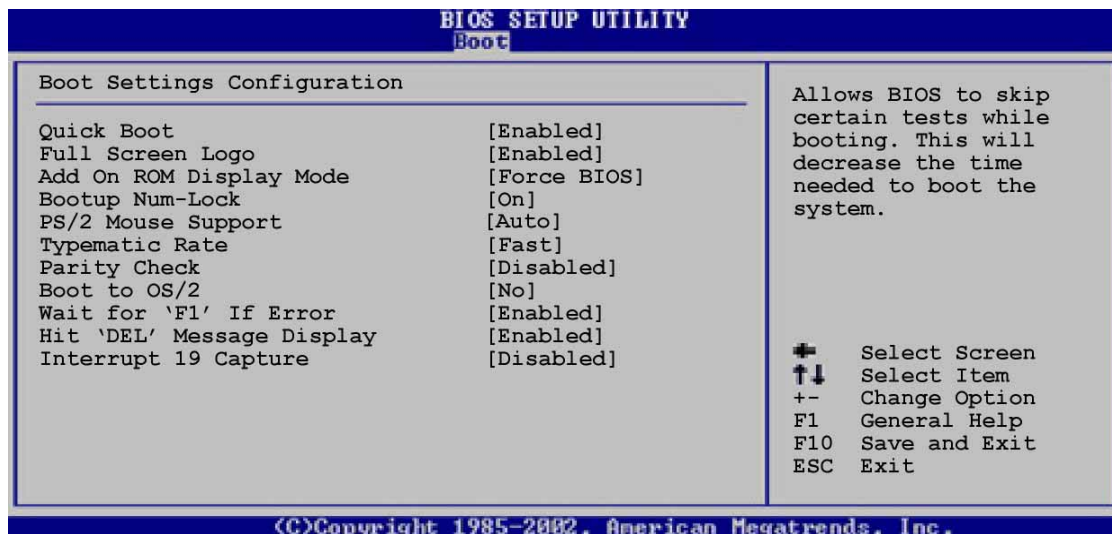 BIOS SETUP UTILITY
Boot
Boot Settings Configuration
Quick Boot [Enabled]
Full Screen Logo [Enabled]
Add On ROM Display Mode [Force BIOS]
Bootup Num-Lock [On]
PS/2 Mouse Support [Auto]
Typematic Rate [Fast]
Parity Check [Disabled]
Boot to OS/2 [No]
Wait for ‘F1’ If Error [Enabled]
Hit ‘DEL’ Message Display [Enabled]
Interrupt 19 Capture [Disabled]
Allows BIOS to skip
certain tests while
booting. This will
decrease the time
needed to boot the
system.
← Select Screen
↑↓ Select Item
+- Change Option
F1 General Help
F10 Save and Exit
ESC Exit
(C)Copyright 1985-2002, American Megatrends, Inc.